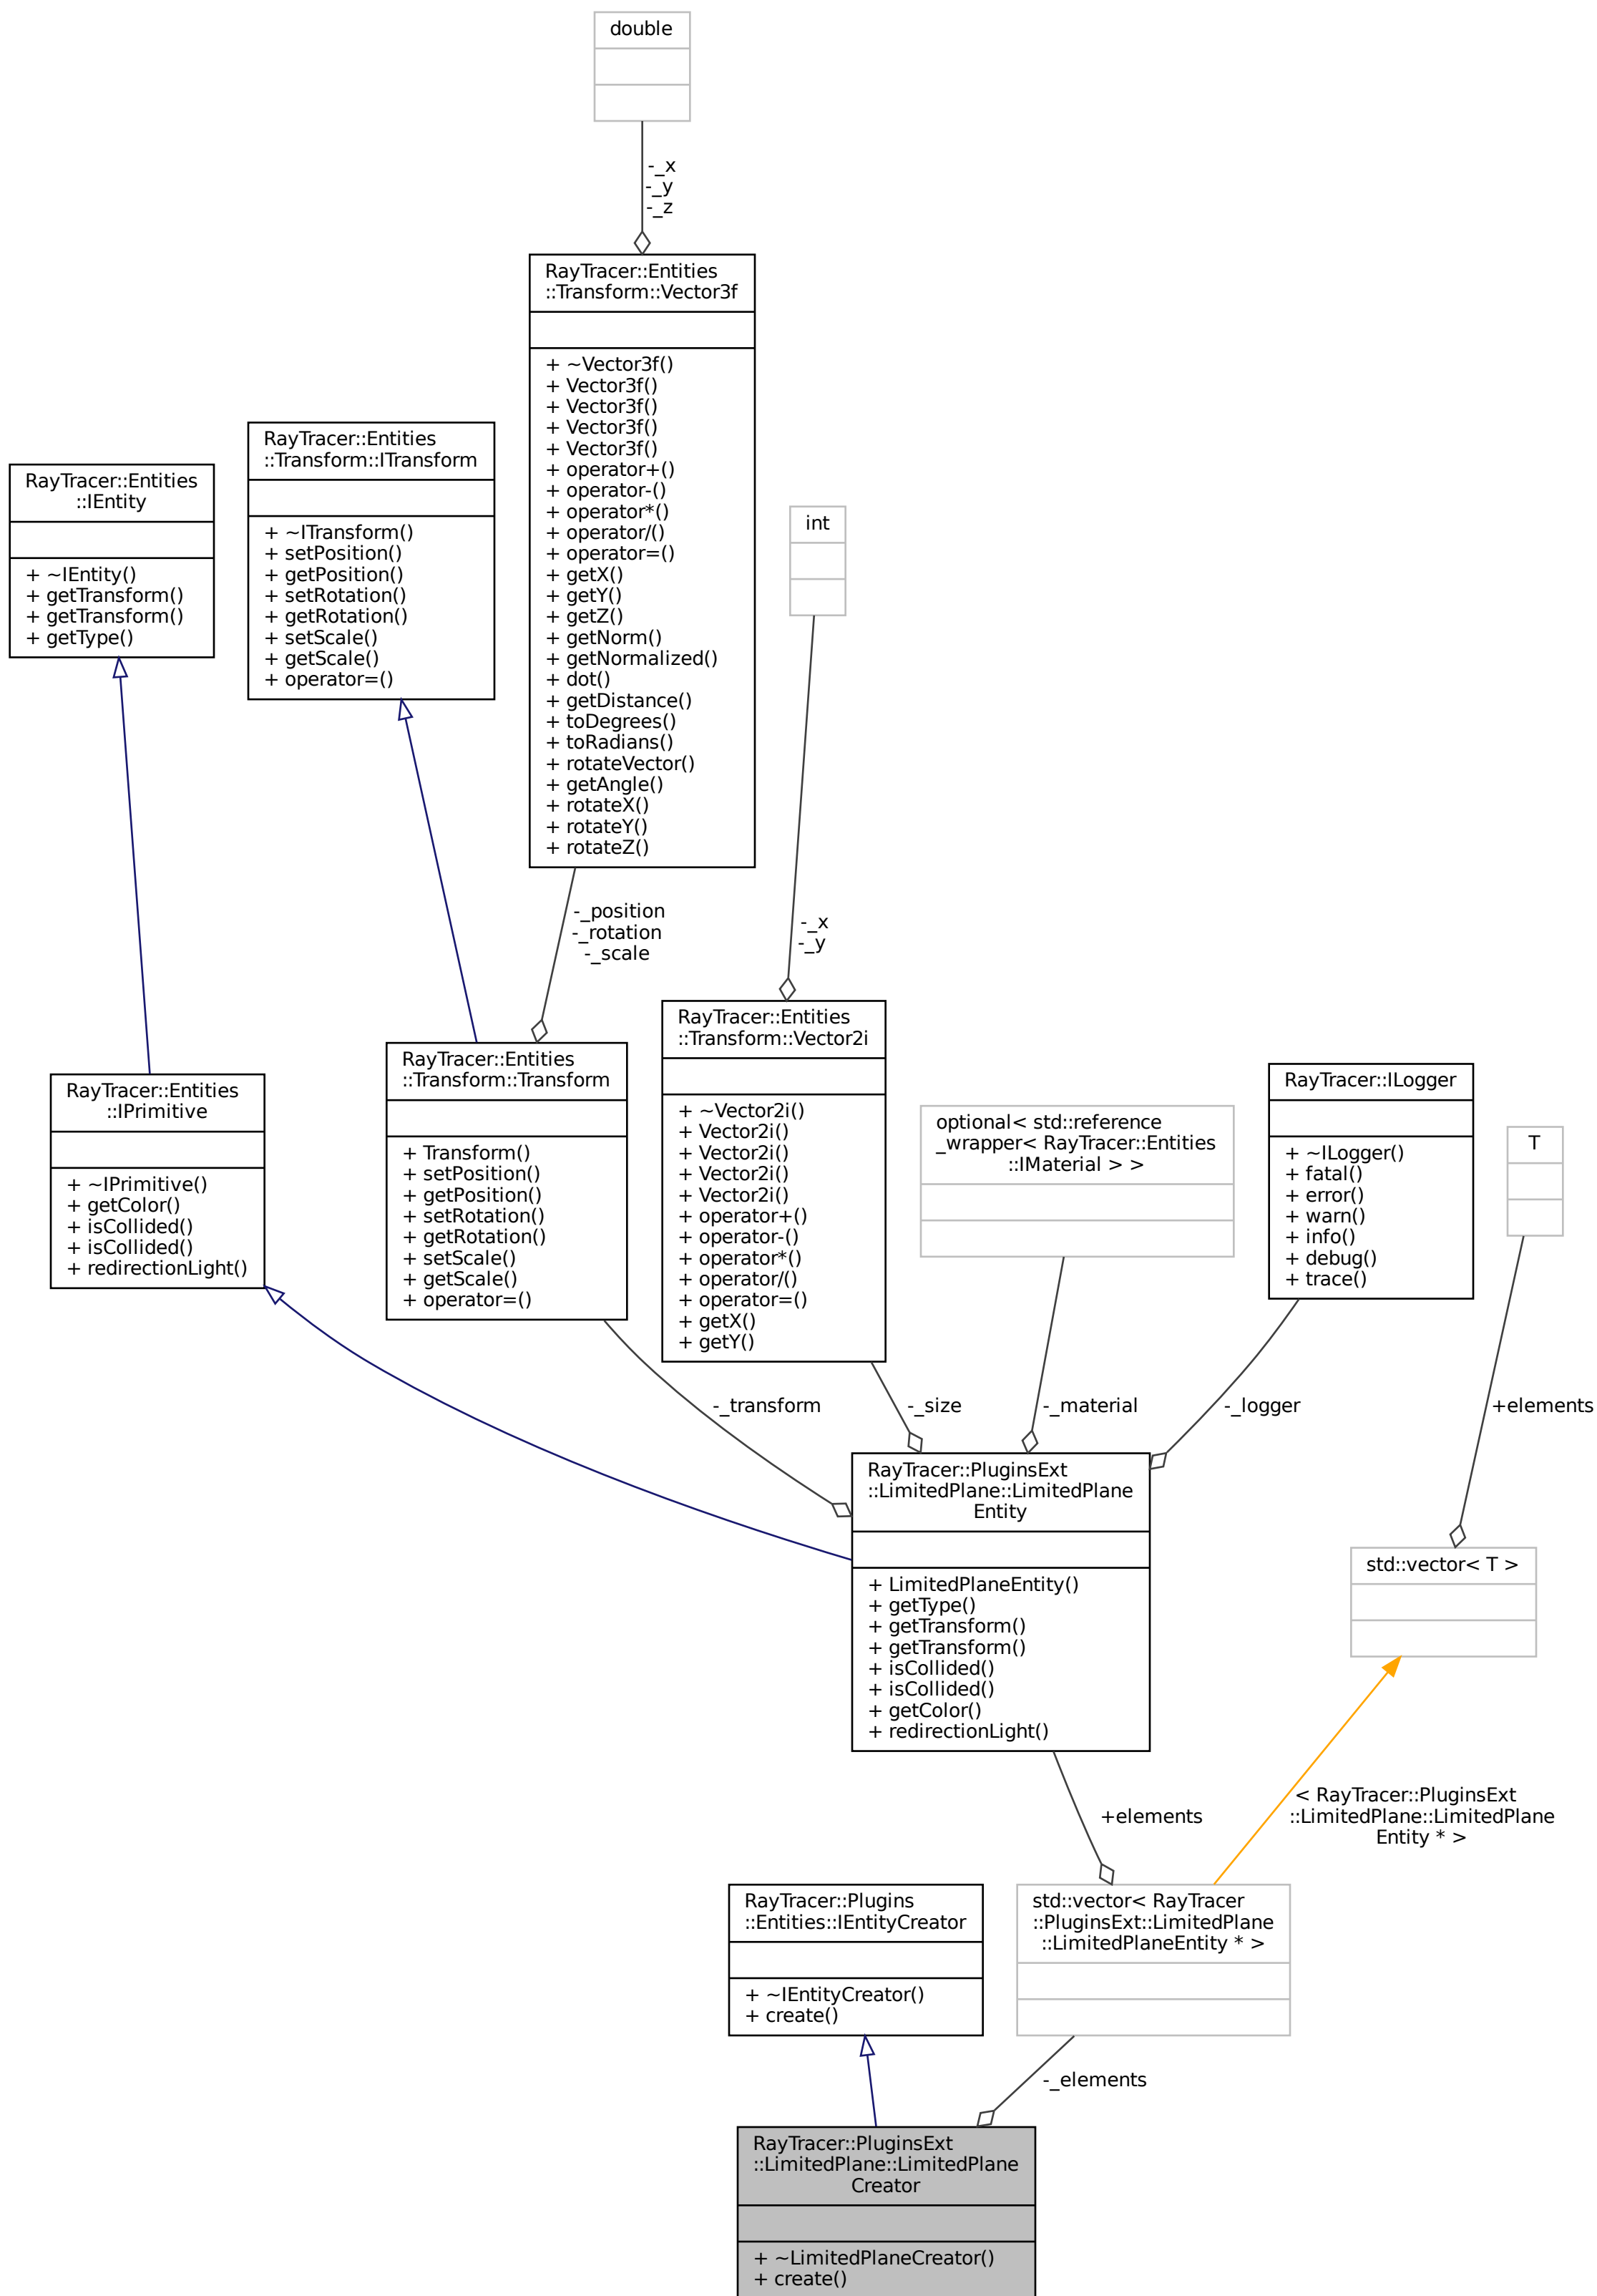 double
-_x
-_y
-_z
RayTracer::Entities
::Transform::Vector3f
+ ~Vector3f()
+ Vector3f()
+ Vector3f()
+ Vector3f()
+ Vector3f()
+ operator+()
+ operator-()
+ operator*()
+ operator/()
+ operator=()
+ getX()
+ getY()
+ getZ()
+ getNorm()
+ getNormalized()
+ dot()
+ getDistance()
+ toDegrees()
+ toRadians()
+ rotateVector()
+ getAngle()
+ rotateX()
+ rotateY()
+ rotateZ()
RayTracer::Entities
::Transform::ITransform
+ ~ITransform()
+ setPosition()
+ getPosition()
+ setRotation()
+ getRotation()
+ setScale()
+ getScale()
+ operator=()
RayTracer::Entities
::IEntity
+ ~IEntity()
+ getTransform()
+ getTransform()
+ getType()
int
-_x
-_y
-_position
-_rotation
-_scale
RayTracer::Entities
::Transform::Vector2i
+ ~Vector2i()
+ Vector2i()
+ Vector2i()
+ Vector2i()
+ Vector2i()
+ operator+()
+ operator-()
+ operator*()
+ operator/()
+ operator=()
+ getX()
+ getY()
RayTracer::Entities
::Transform::Transform
+ Transform()
+ setPosition()
+ getPosition()
+ setRotation()
+ getRotation()
+ setScale()
+ getScale()
+ operator=()
RayTracer::Entities
::IPrimitive
+ ~IPrimitive()
+ getColor()
+ isCollided()
+ isCollided()
+ redirectionLight()
optional< std::reference
_wrapper< RayTracer::Entities
::IMaterial > >
RayTracer::ILogger
+ ~ILogger()
+ fatal()
+ error()
+ warn()
+ info()
+ debug()
+ trace()
T
-_transform
-_size
-_material
-_logger
+elements
RayTracer::PluginsExt
::LimitedPlane::LimitedPlane
Entity
+ LimitedPlaneEntity()
+ getType()
+ getTransform()
+ getTransform()
+ isCollided()
+ isCollided()
+ getColor()
+ redirectionLight()
std::vector< T >
+elements
< RayTracer::PluginsExt
::LimitedPlane::LimitedPlane
Entity * >
RayTracer::Plugins
::Entities::IEntityCreator
+ ~IEntityCreator()
+ create()
std::vector< RayTracer
::PluginsExt::LimitedPlane
::LimitedPlaneEntity * >
-_elements
RayTracer::PluginsExt
::LimitedPlane::LimitedPlane
Creator
+ ~LimitedPlaneCreator()
+ create()